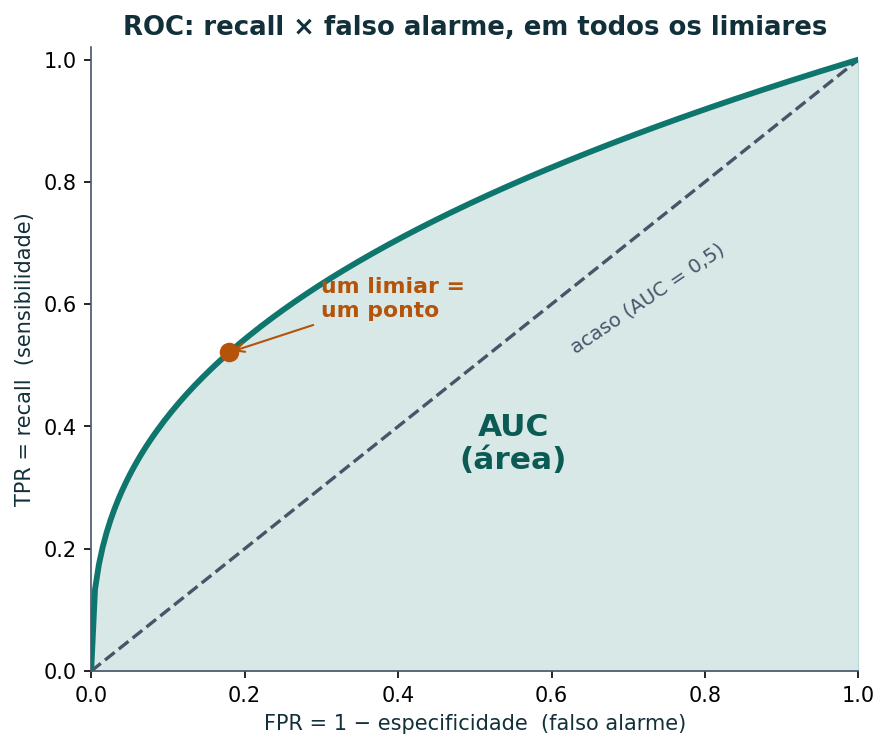 ROC: recall × falso alarme, em todos os limiares
TPR = recall  (sensibilidade)
1.0
0.8
0.6
0.4
0.2
0.0
um limiar =
um ponto
acaso (AUC = 0,5)
AUC
(área)
0.0 0.2 0.4 0.6 0.8 1.0
FPR = 1 − especificidade  (falso alarme)